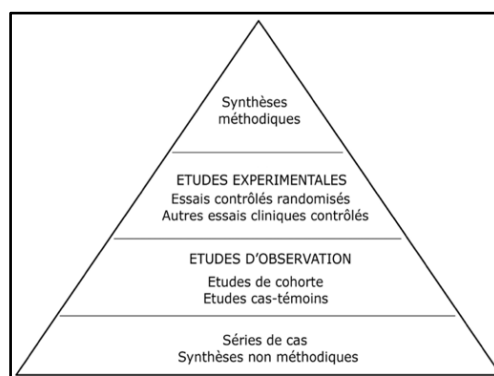 Synthèses
méthodiques
ETUDES EXPERIMENTALES
Essais contrôlés randomisés
Autres essais cliniques contrôlés
ETUDES D'OBSERVATION
Etudes de cohorte
Etudes cas-témoins
Séries de cas
Synthèses non méthodiques